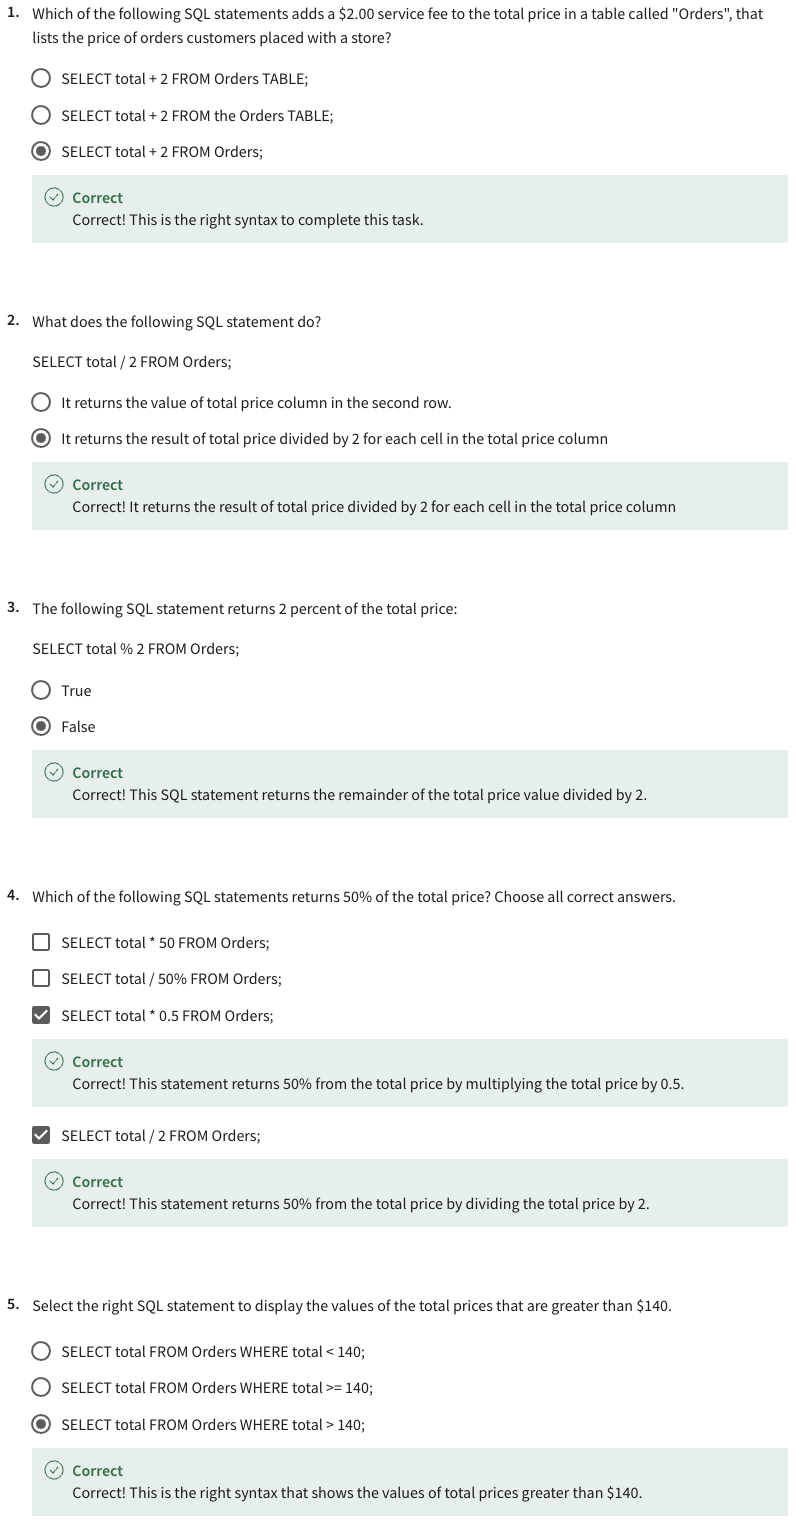 1. Which of the following SQL statements adds a $2.00 service fee to the total price in a table called "Orders", that
lists the price of orders customers placed with a store?
SELECT total + 2 FROM Orders TABLE;
SELECT total + 2 FROM the Orders TABLE;
SELECT total + 2 FROM Orders;
Correct
Correct! This is the right syntax to complete this task.
2. What does the following SQL statement do?
SELECT total / 2 FROM Orders;
It returns the value of total price column in the second row.
It returns the result of total price divided by 2 for each cell in the total price column
Correct
Correct! It returns the result of total price divided by 2 for each cell in the total price column
3. The following SQL statement returns 2 percent of the total price:
SELECT total % 2 FROM Orders;
True
False
Correct
Correct! This SQL statement returns the remainder of the total price value divided by 2.
4. Which of the following SQL statements returns 50% of the total price? Choose all correct answers.
SELECT total * 50 FROM Orders;
SELECT total / 50% FROM Orders;
SELECT total * 0.5 FROM Orders;
Correct
Correct! This statement returns 50% from the total price by multiplying the total price by 0.5.
SELECT total / 2 FROM Orders;
Correct
Correct! This statement returns 50% from the total price by dividing the total price by 2.
5. Select the right SQL statement to display the values of the total prices that are greater than $140.
SELECT total FROM Orders WHERE total < 140;
SELECT total FROM Orders WHERE total >= 140;
SELECT total FROM Orders WHERE total > 140;
Correct
Correct! This is the right syntax that shows the values of total prices greater than $140.